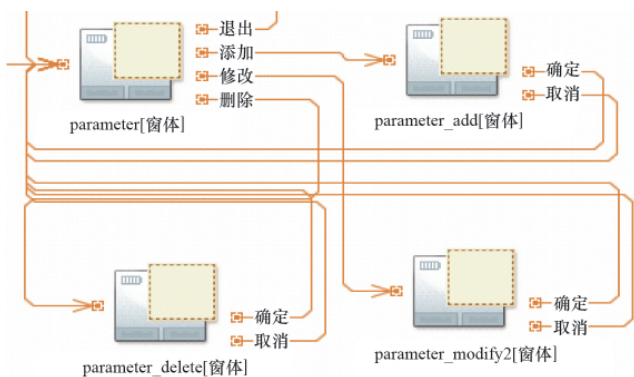 退出
添加
修改
删除
parameter[窗体]
确定
取消
parameter_add[窗体]
确定
取消
parameter_delete[窗体]
确定
取消
parameter_modify2[窗体]